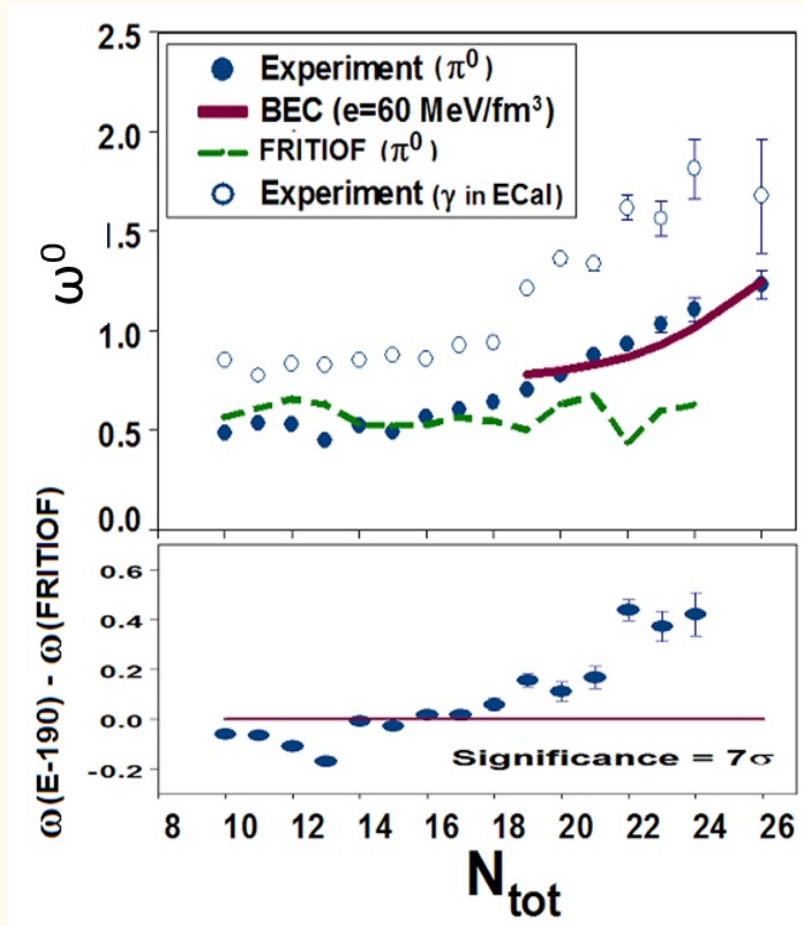 2.5
Experiment (π⁰)
BEC (e=60 MeV/fm³)
2.0
FRITIOF (π⁰)
Experiment (γ in ECal)
1.5
ω⁰
1.0
0.5
0.0
ω(E-190) - ω(FRITIOF)
0.6
0.4
0.2
0.0
Significance = 7σ
-0.2
8 10 12 14 16 18 20 22 24 26
N_tot